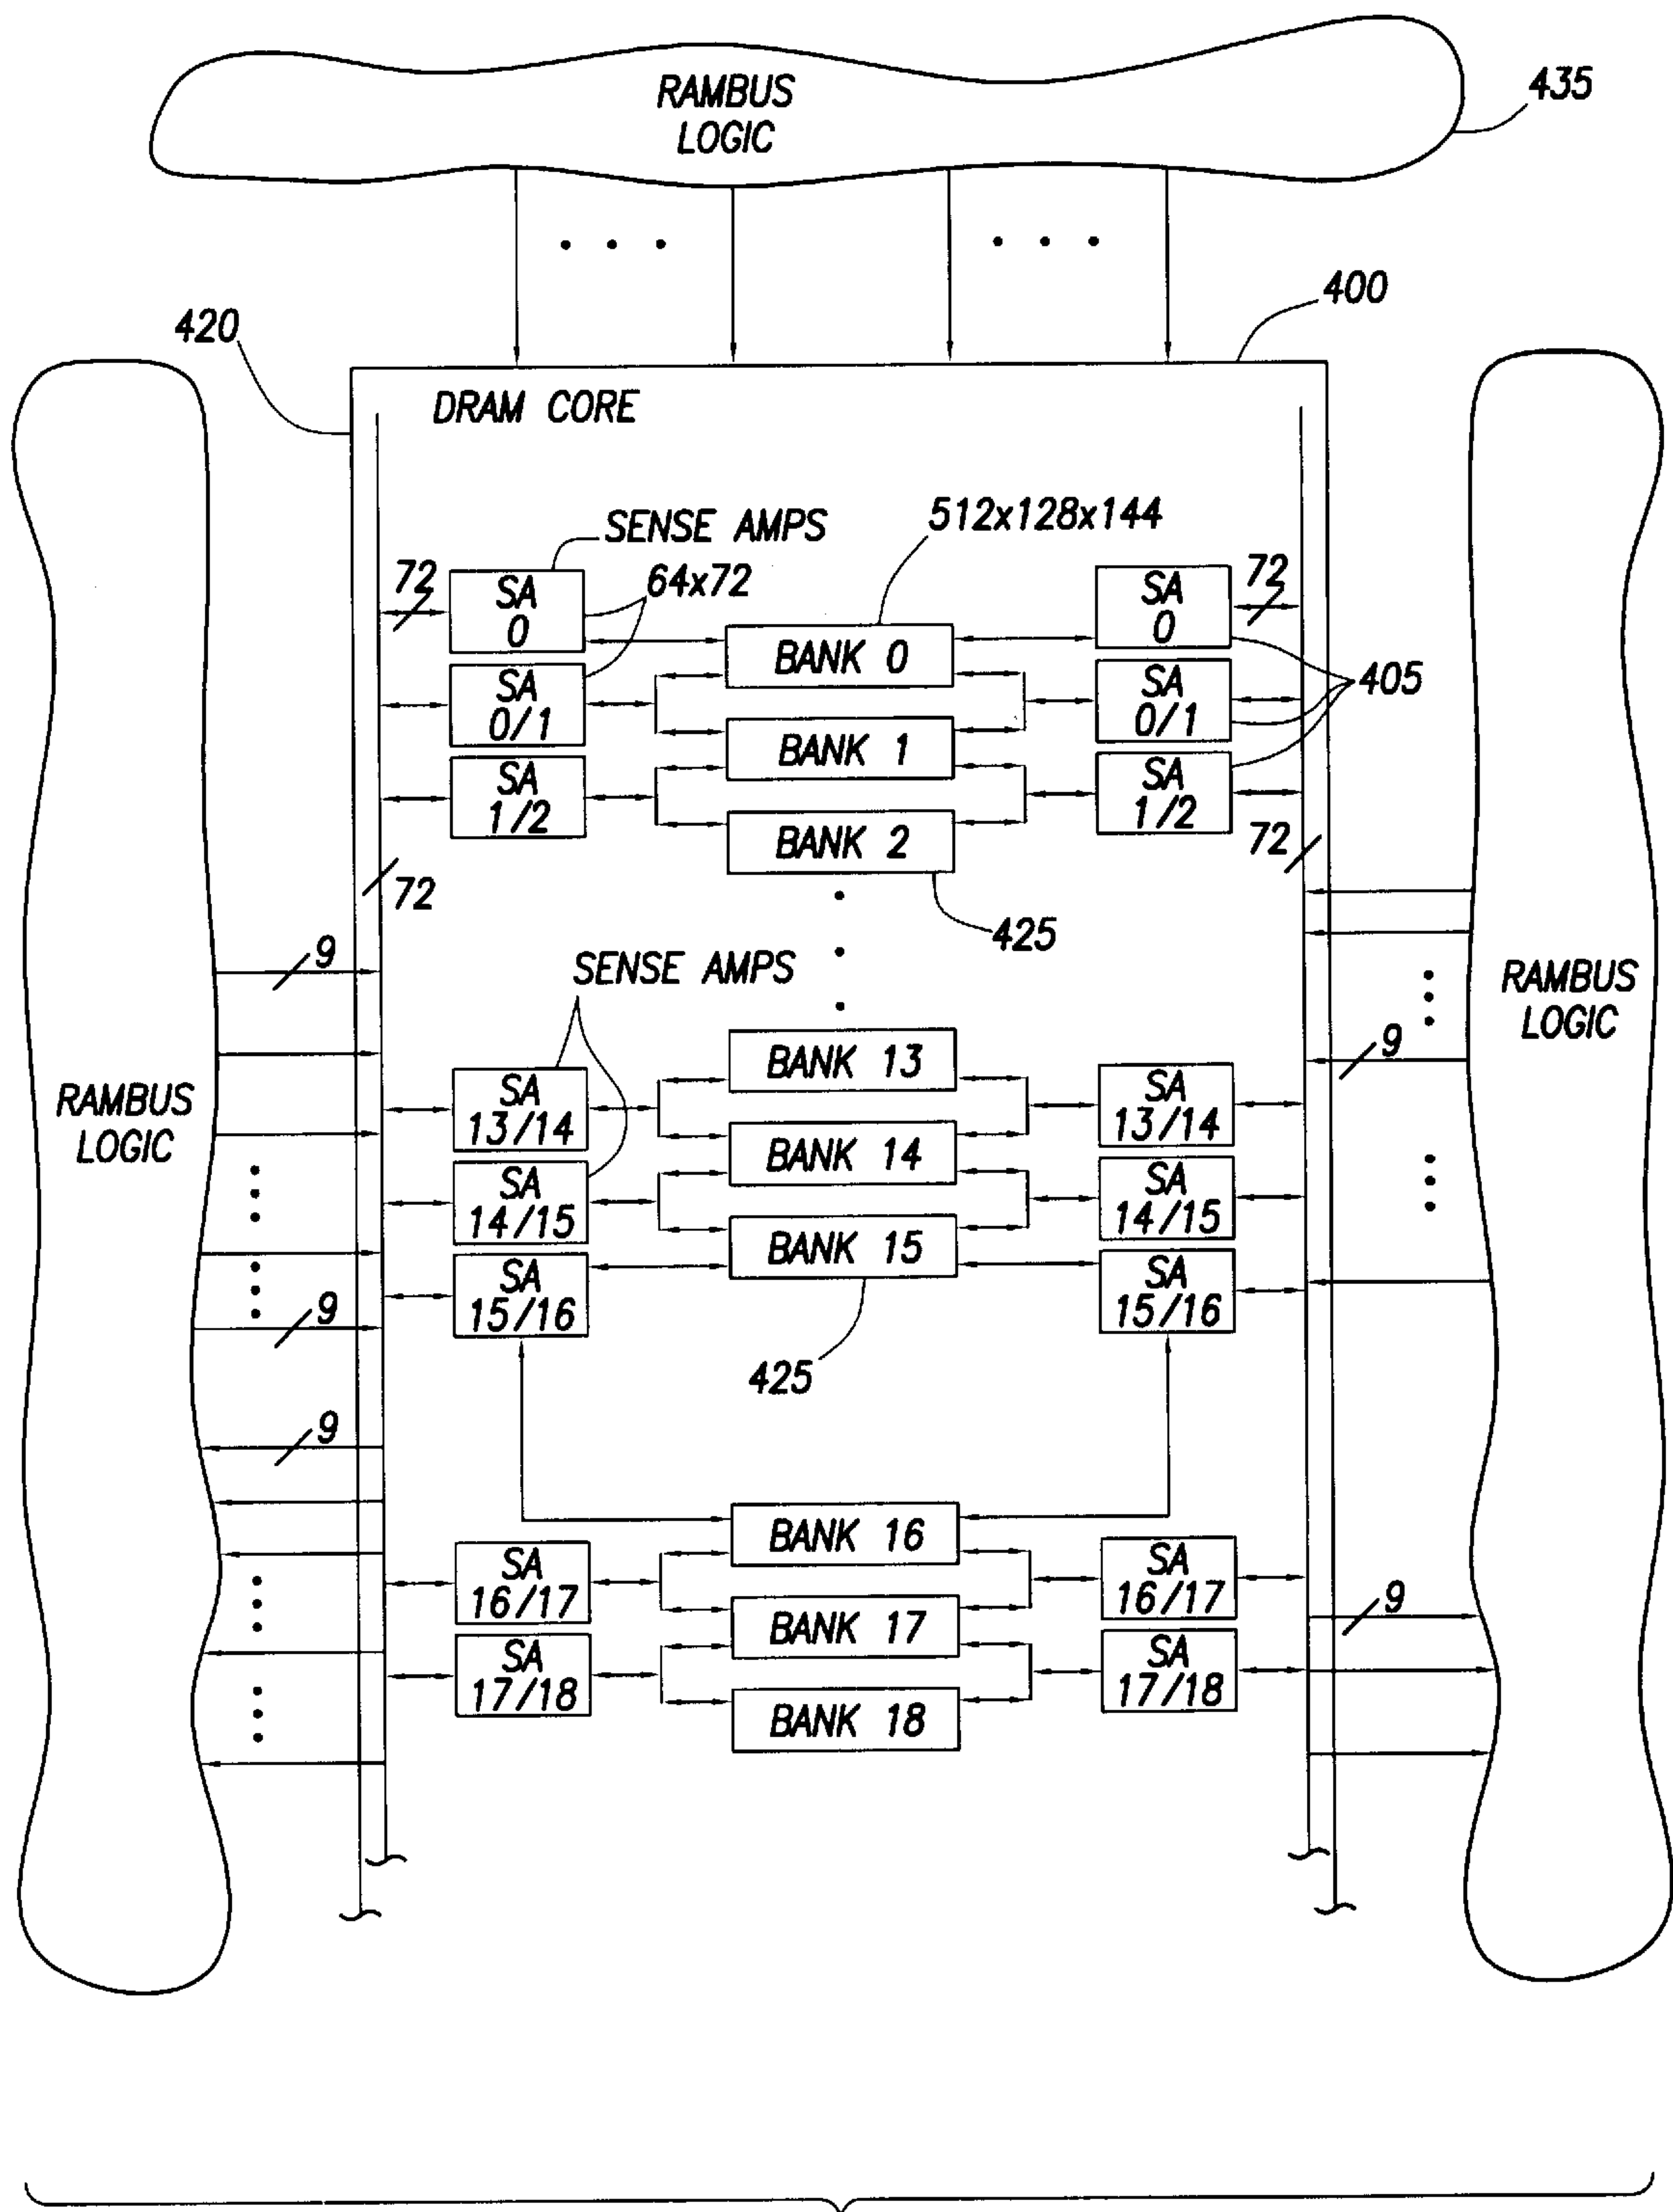 RAMBUS
LOGIC
435
400
420
DRAM CORE
512x128x144
SENSE AMPS
64x72
72
SA
0
BANK 0
SA
0
72
SA
0/1
SA
0/1
405
BANK 1
SA
1/2
SA
1/2
BANK 2
72
72
425
9
SENSE AMPS
RAMBUS
LOGIC
BANK 13
9
RAMBUS
LOGIC
SA
13/14
SA
13/14
BANK 14
SA
14/15
SA
14/15
BANK 15
SA
15/16
SA
15/16
9
425
9
BANK 16
SA
16/17
SA
16/17
9
BANK 17
SA
17/18
SA
17/18
BANK 18